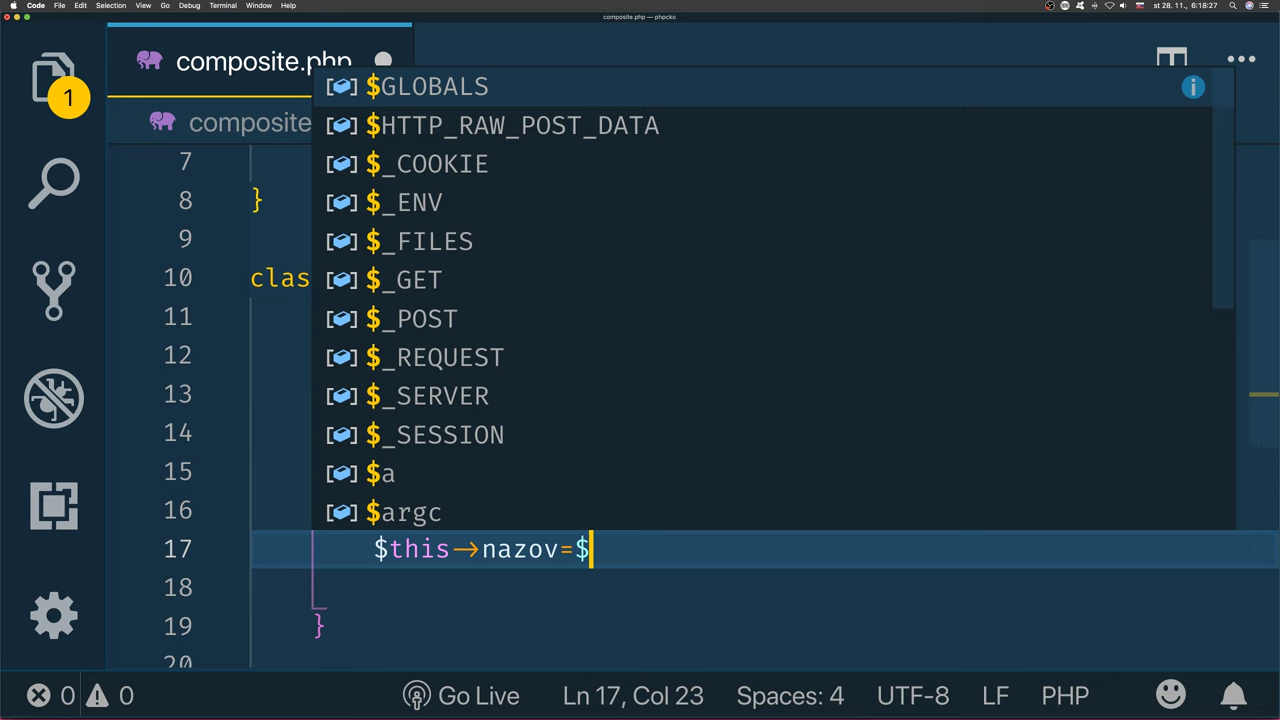 Code File Edit Selection View Go Debug Terminal Window Help st 28. 11., 6:18:27
composite.php — phpcko
composite.php
1
composite
$GLOBALS
$HTTP_RAW_POST_DATA
$_COOKIE
$_ENV
$_FILES
$_GET
$_POST
$_REQUEST
$_SERVER
$_SESSION
$a
$argc
7
8 }
9
10 clas
11
12
13
14
15
16
17 $this->nazov=$
18
19 }
20
0 0 Go Live Ln 17, Col 23 Spaces: 4 UTF-8 LF PHP